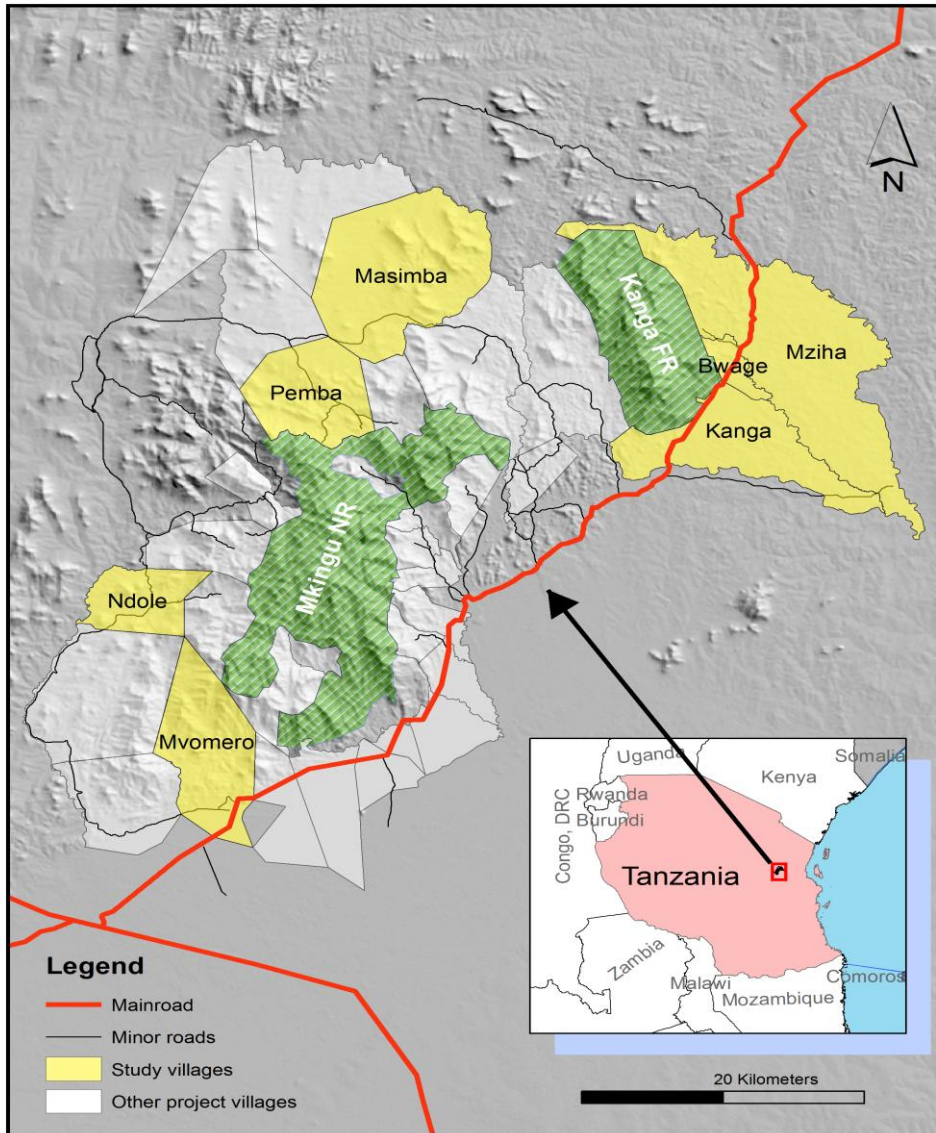 N
Masimba
Kanga FR
Mziha
Bwage
Pemba
Kanga
Mkingu NR
Ndole
Mvomero
Uganda
Somalia
Kenya
Rwanda
Burundi
Congo, DRC
Tanzania
Zambia
Malawi
Comoros
Mozambique
Legend
Mainroad
Minor roads
Study villages
Other project villages
20 Kilometers